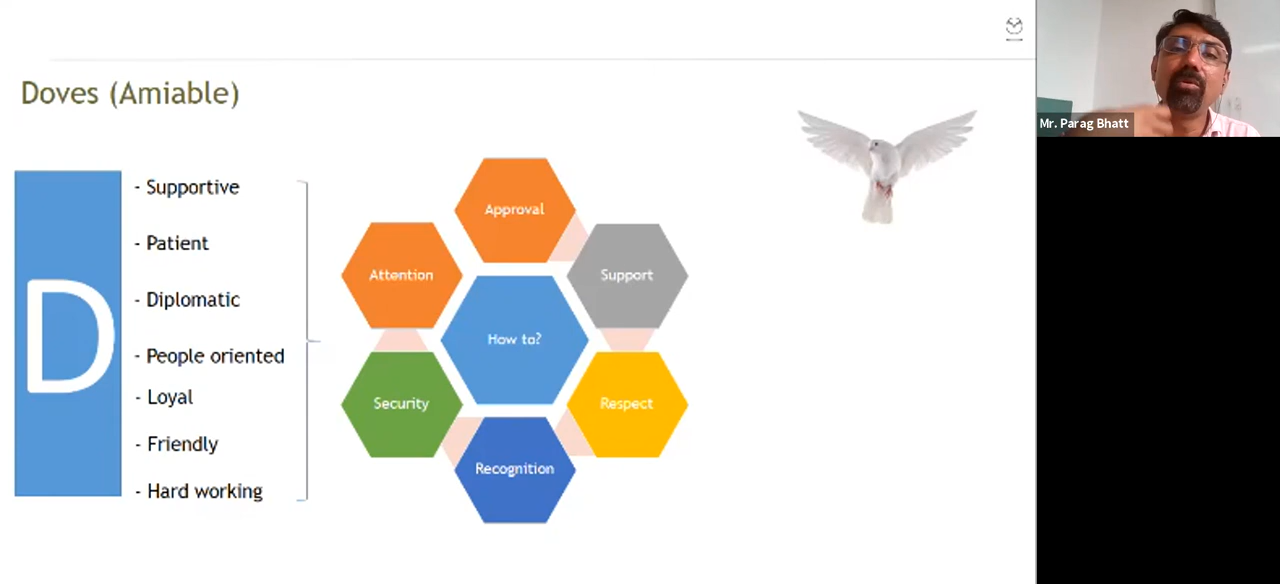 Doves (Amiable)
D
- Supportive
- Patient
- Diplomatic
- People oriented
- Loyal
- Friendly
- Hard working
Approval
Attention
Support
How to?
Security
Respect
Recognition
Mr. Parag Bhatt